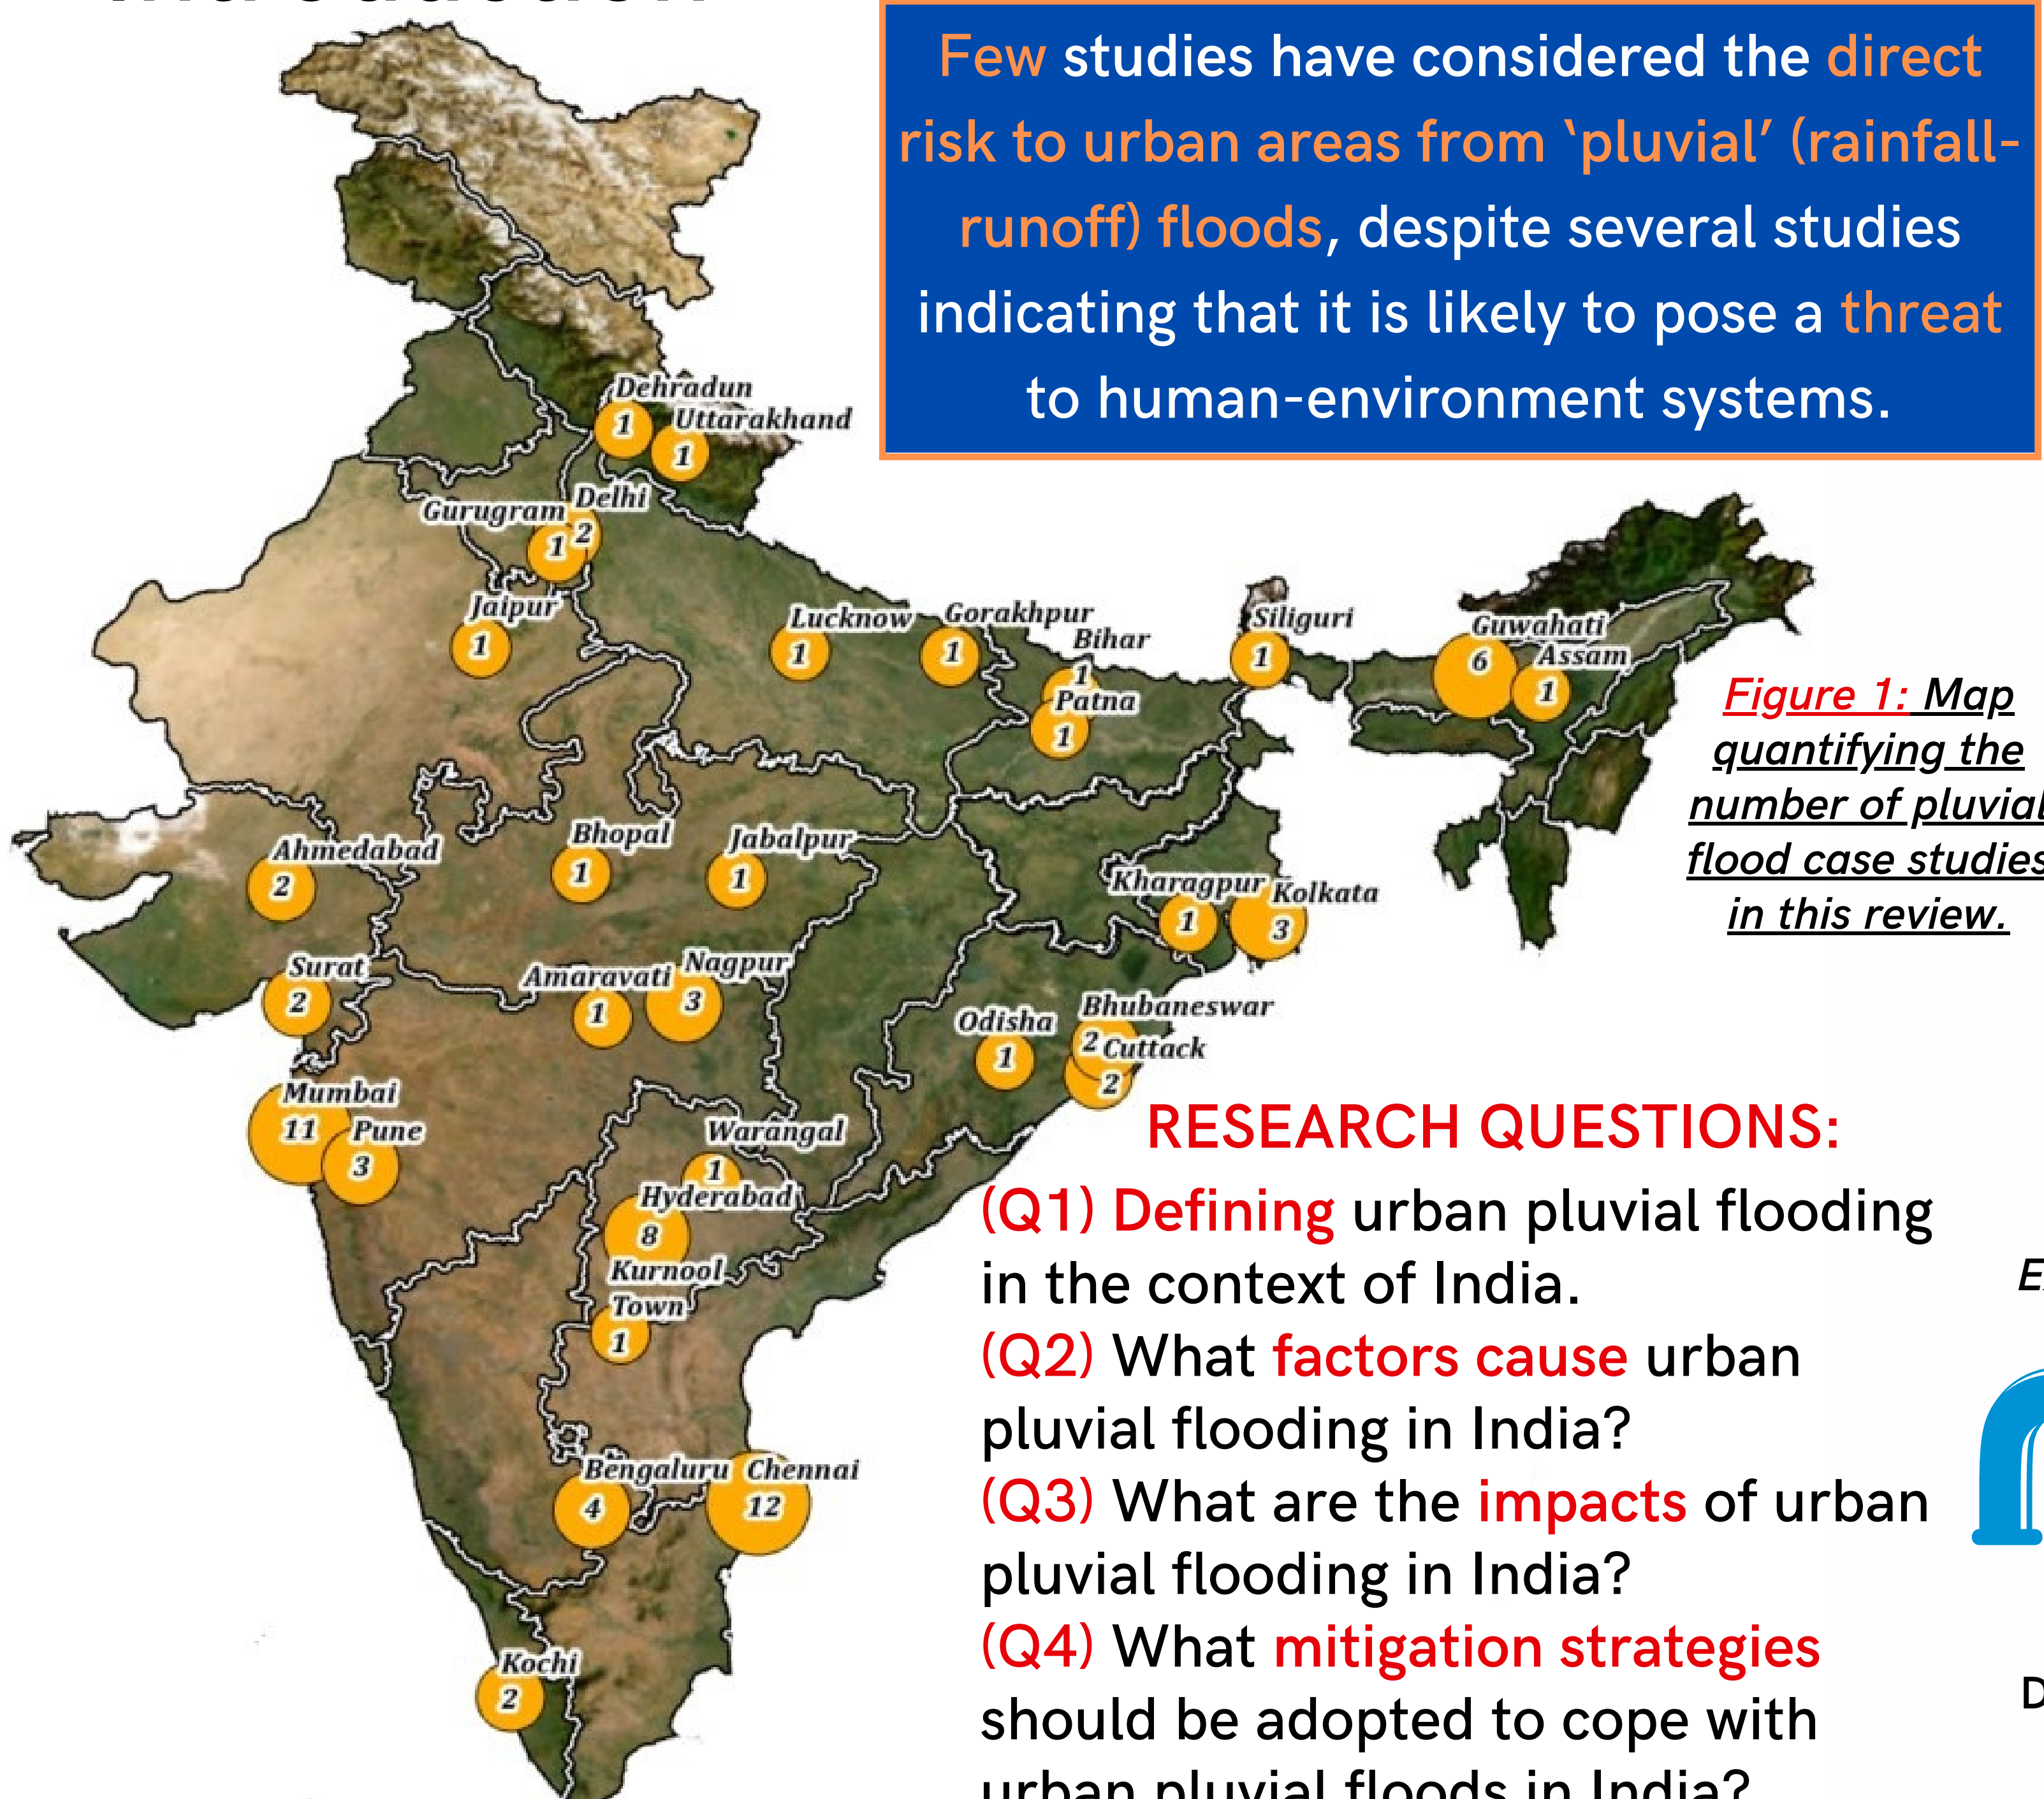 Introduction
Few studies have considered the direct
risk to urban areas from ‘pluvial’ (rainfall-
runoff) floods, despite several studies
indicating that it is likely to pose a threat
to human-environment systems.
Dehradun
1
Uttarakhand
1
Gurugram
1
Delhi
2
Jaipur
1
Lucknow
1
Gorakhpur
1
Bihar
1
Patna
1
Siliguri
1
Guwahati
6
Assam
1
Figure 1: Map
quantifying the
number of pluvial
flood case studies
in this review.
Ahmedabad
2
Bhopal
1
Jabalpur
1
Kharagpur
1
Kolkata
3
Surat
2
Amaravati
1
Nagpur
3
Odisha
1
Bhubaneswar
2
Cuttack
2
Mumbai
11
Pune
3
Warangal
1
Hyderabad
8
Kurnool
Town
1
Bengaluru
4
Chennai
12
Kochi
2
RESEARCH QUESTIONS:
(Q1) Defining urban pluvial flooding
in the context of India.
(Q2) What factors cause urban
pluvial flooding in India?
(Q3) What are the impacts of urban
pluvial flooding in India?
(Q4) What mitigation strategies
should be adopted to cope with
urban pluvial floods in India?